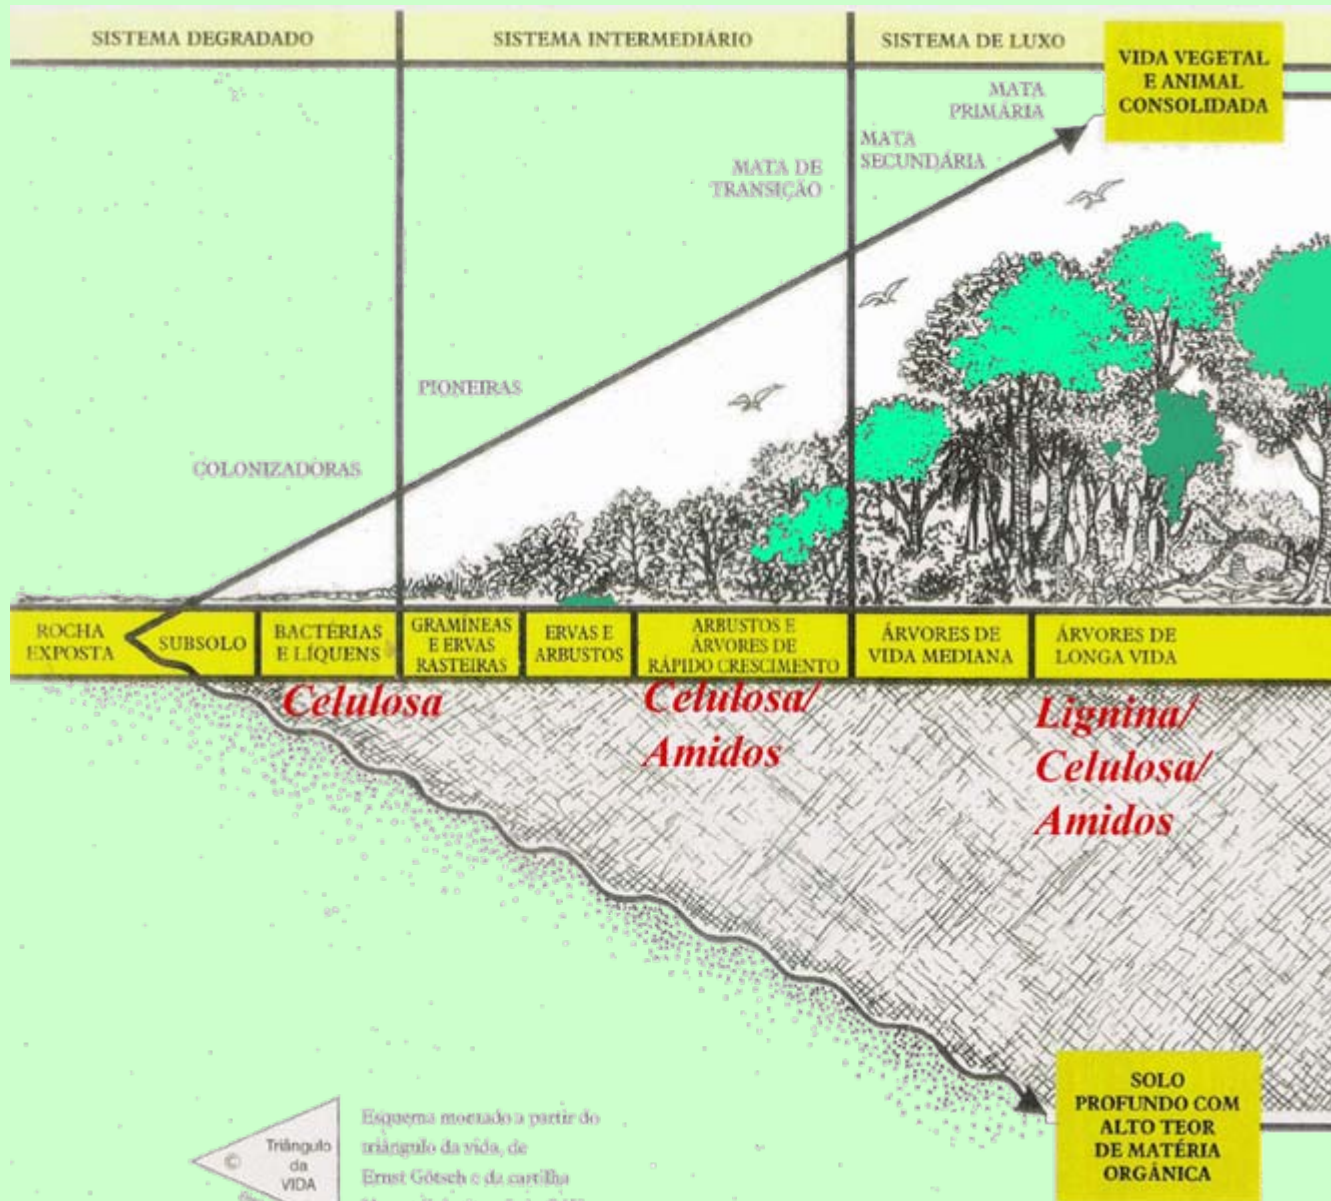 SISTEMA DEGRADADO
SISTEMA INTERMEDIÁRIO
SISTEMA DE LUXO
VIDA VEGETAL
E ANIMAL
CONSOLIDADA
MATA
PRIMÁRIA
MATA
SECUNDÁRIA
MATA DE
TRANSIÇÃO
PIONEIRAS
COLONIZADORAS
ROCHA
EXPOSTA
SUBSOLO
BACTÉRIAS
E LÍQUENS
GRAMÍNEAS
E ERVAS
RASTEIRAS
ERVAS E
ARBUSTOS
ARBUSTOS E
ÁRVORES DE
RÁPIDO CRESCIMENTO
ÁRVORES DE
VIDA MEDIANA
ÁRVORES DE
LONGA VIDA
Celulosa
Celulosa/
Amidos
Lignina/
Celulosa/
Amidos
SOLO
PROFUNDO COM
ALTO TEOR
DE MATÉRIA
ORGÂNICA
©
Triângulo
da
VIDA
Esquema montado a partir do
triângulo da vida, de
Ernst Götsch e da cartilha